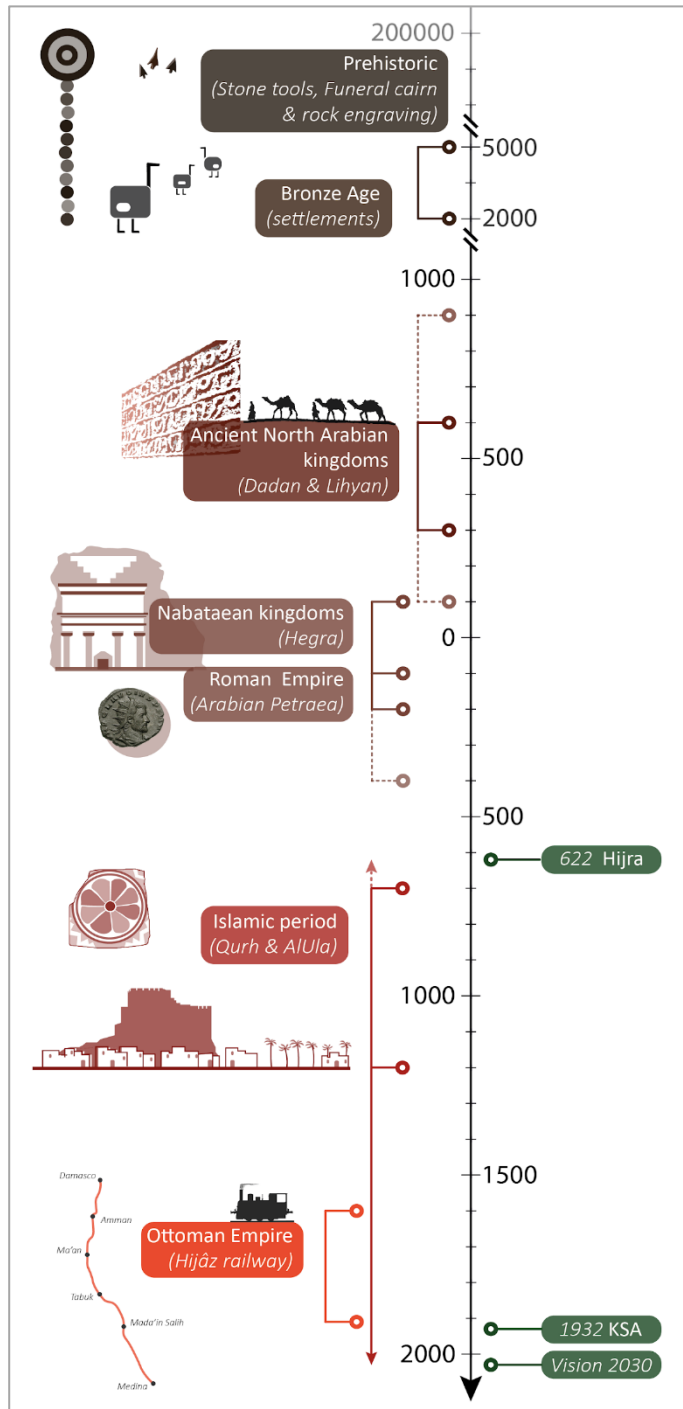 200000
Prehistoric
(Stone tools, Funeral cairn
& rock engraving)
5000
Bronze Age
(settlements)
2000
1000
Ancient North Arabian
kingdoms
(Dadan & Lihyan)
500
Nabataean kingdoms
(Hegra)
0
Roman Empire
(Arabian Petraea)
500
622 Hijra
Islamic period
(Qurh & AlUla)
1000
1500
Damasco
Amman
Ma'an
Tabuk
Mada'in Salih
Medina
Ottoman Empire
(Hijâz railway)
1932 KSA
2000
Vision 2030